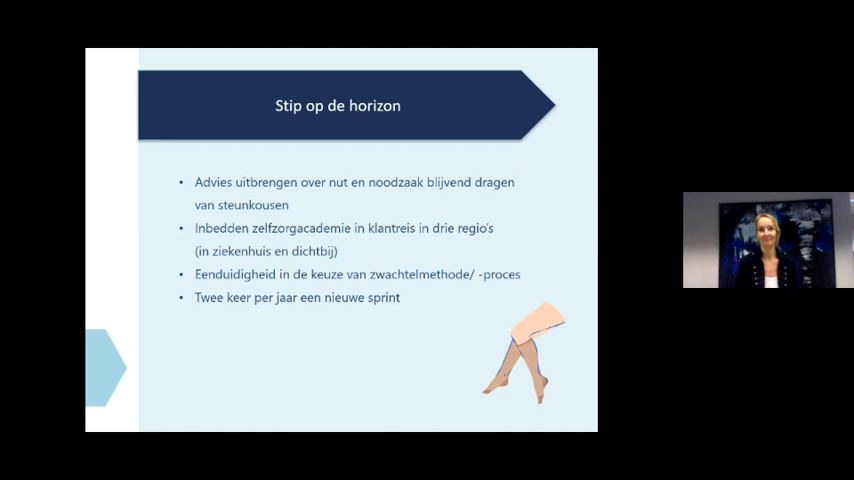 Stip op de horizon
• Advies uitbrengen over nut en noodzaak blijvend dragen
van steunkousen
• Inbedden zelfzorgacademie in klantreis in drie regio's
(in ziekenhuis en dichtbij)
• Eenduidigheid in de keuze van zwachtelmethode/ -proces
• Twee keer per jaar een nieuwe sprint